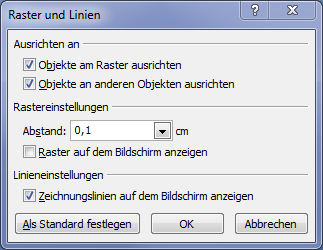 Raster und Linien
Ausrichten an
Objekte am Raster ausrichten
Objekte an anderen Objekten ausrichten
Rastereinstellungen
Abstand: 0,1 cm
Raster auf dem Bildschirm anzeigen
Linieneinstellungen
Zeichnungslinien auf dem Bildschirm anzeigen
Als Standard festlegen OK Abbrechen